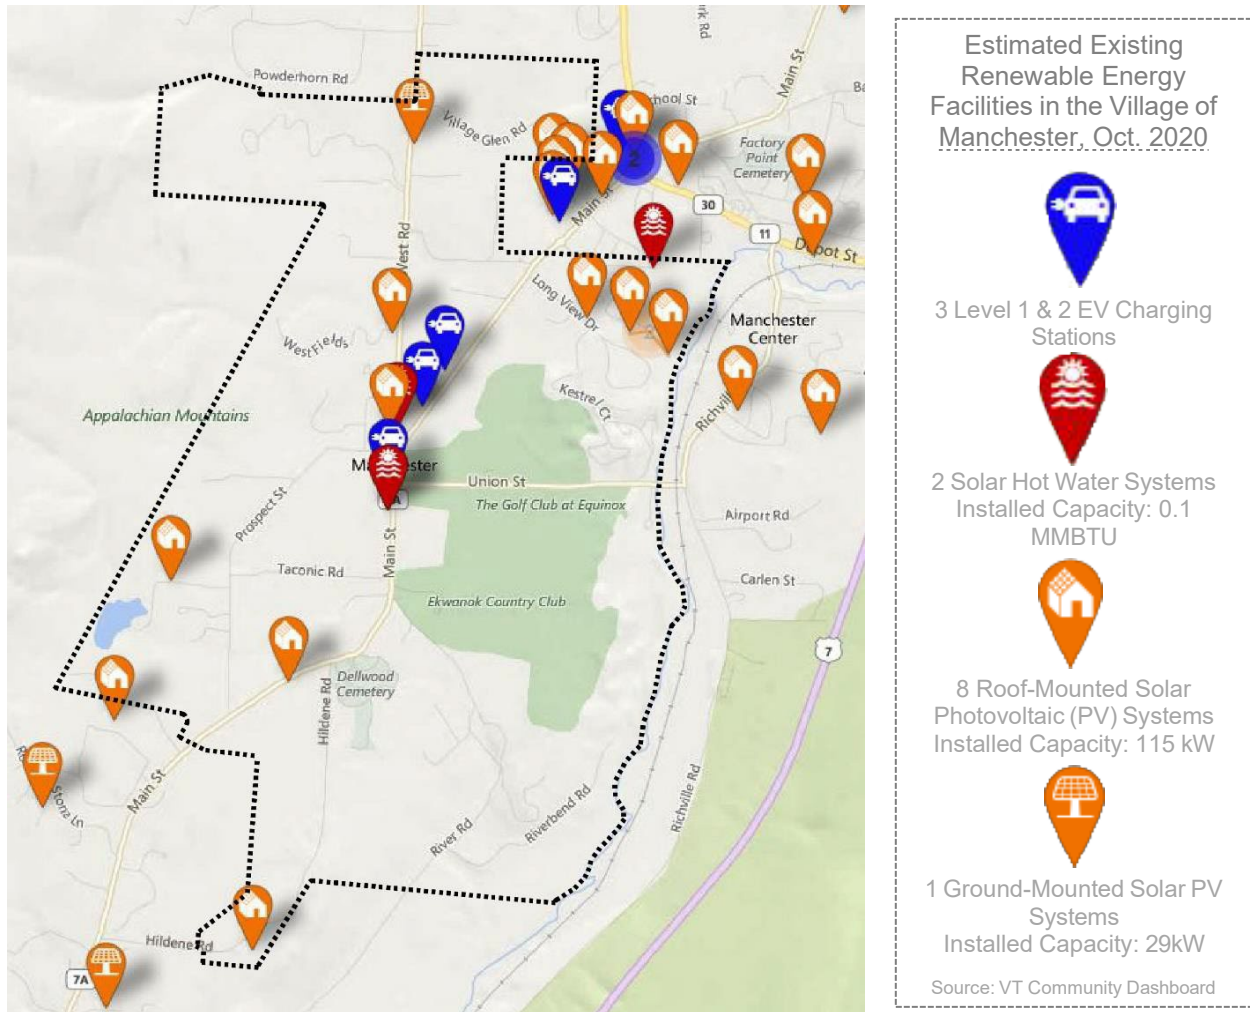 Powderhorn Rd
Village Glen Rd
School St
Main St
Factory
Point
Cemetery
Main St
30
11
Depot St
West Rd
Long View Dr
2
2
Manchester
Center
West Fields
Kestrel Ct
Richvil
Appalachian Mountains
Union St
The Golf Club at Equinox
Prospect St
Airport Rd
Main St
Taconic Rd
Carlen St
Ekwanok Country Club
7
Dellwood
Cemetery
Hildene Rd
Main St
Stone Ln
Richville Rd
River Rd
Riverbend Rd
Hildene Rd
7A
Estimated Existing
Renewable Energy
Facilities in the Village of
Manchester, Oct. 2020
3 Level 1 & 2 EV Charging
Stations
2 Solar Hot Water Systems
Installed Capacity: 0.1
MMBTU
8 Roof-Mounted Solar
Photovoltaic (PV) Systems
Installed Capacity: 115 kW
1 Ground-Mounted Solar PV
Systems
Installed Capacity: 29kW
Source: VT Community Dashboard